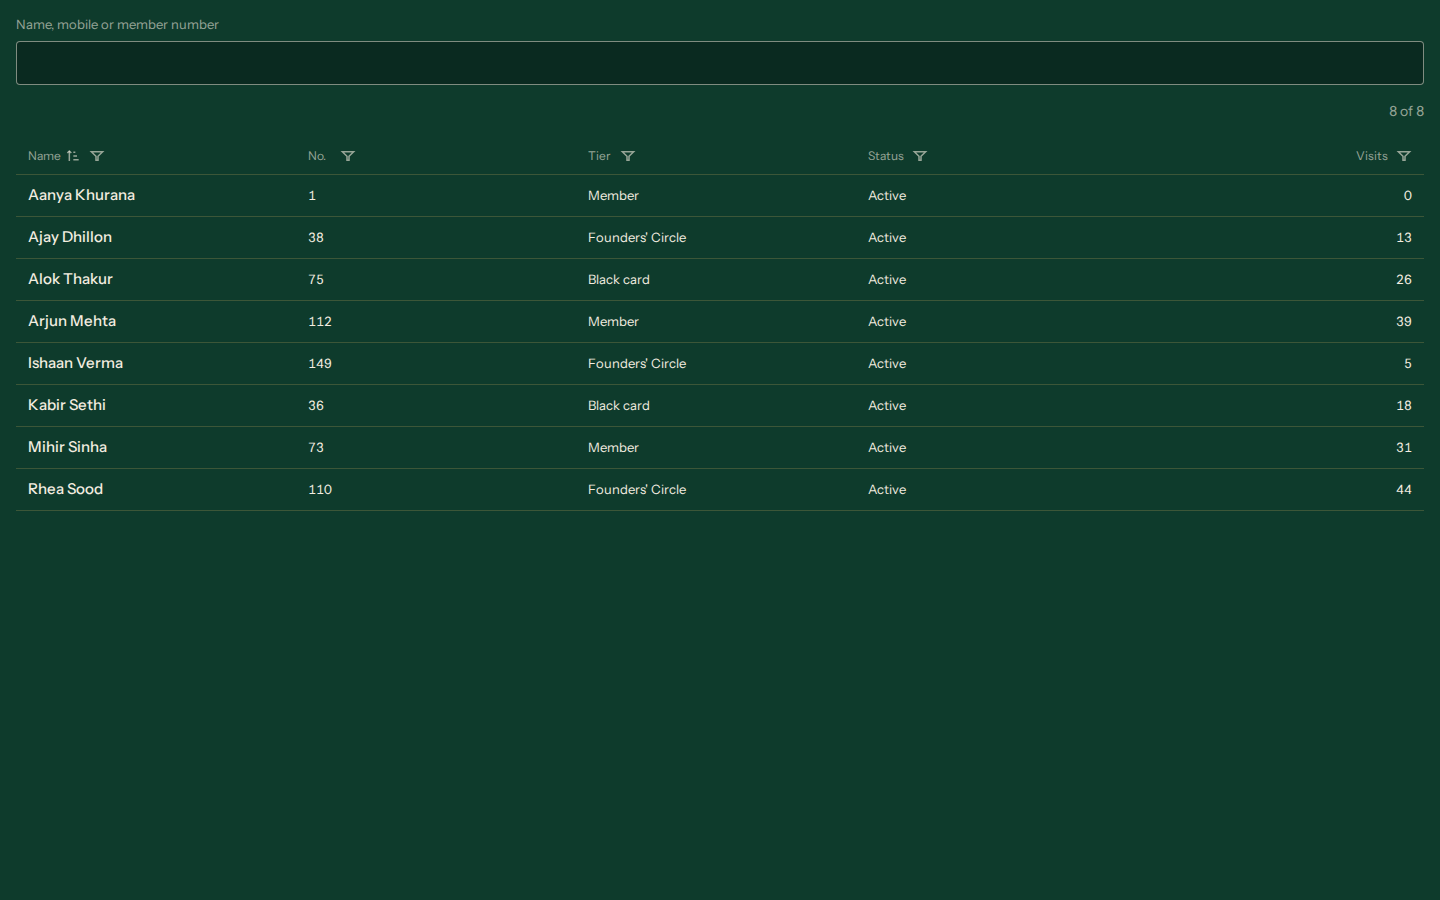 Name, mobile or member number
8 of 8
Name No. Tier Status Visits
Aanya Khurana 1 Member Active 0
Ajay Dhillon 38 Founders' Circle Active 13
Alok Thakur 75 Black card Active 26
Arjun Mehta 112 Member Active 39
Ishaan Verma 149 Founders' Circle Active 5
Kabir Sethi 36 Black card Active 18
Mihir Sinha 73 Member Active 31
Rhea Sood 110 Founders' Circle Active 44